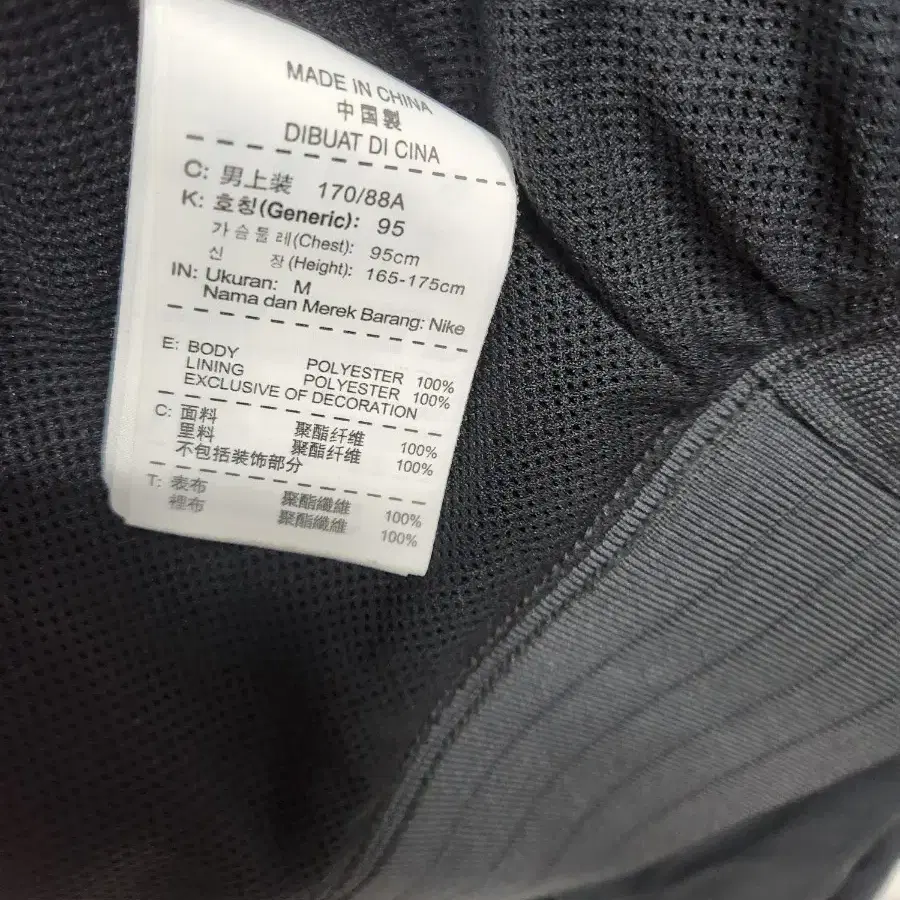 MADE IN CHINA
中国製
DIBUAT DI CINA
C: 男上装 170/88A
K: 호칭(Generic): 95
가슴둘레(Chest): 95cm
신 장(Height): 165-175cm
IN: Ukuran: M
Nama dan Merek Barang: Nike
E: BODY POLYESTER 100%
LINING POLYESTER 100%
EXCLUSIVE OF DECORATION
C: 面料 聚酯纤维 100%
里料 聚酯纤维 100%
不包括装饰部分
T: 表布 聚酯纖維 100%
裡布 聚酯纖維 100%